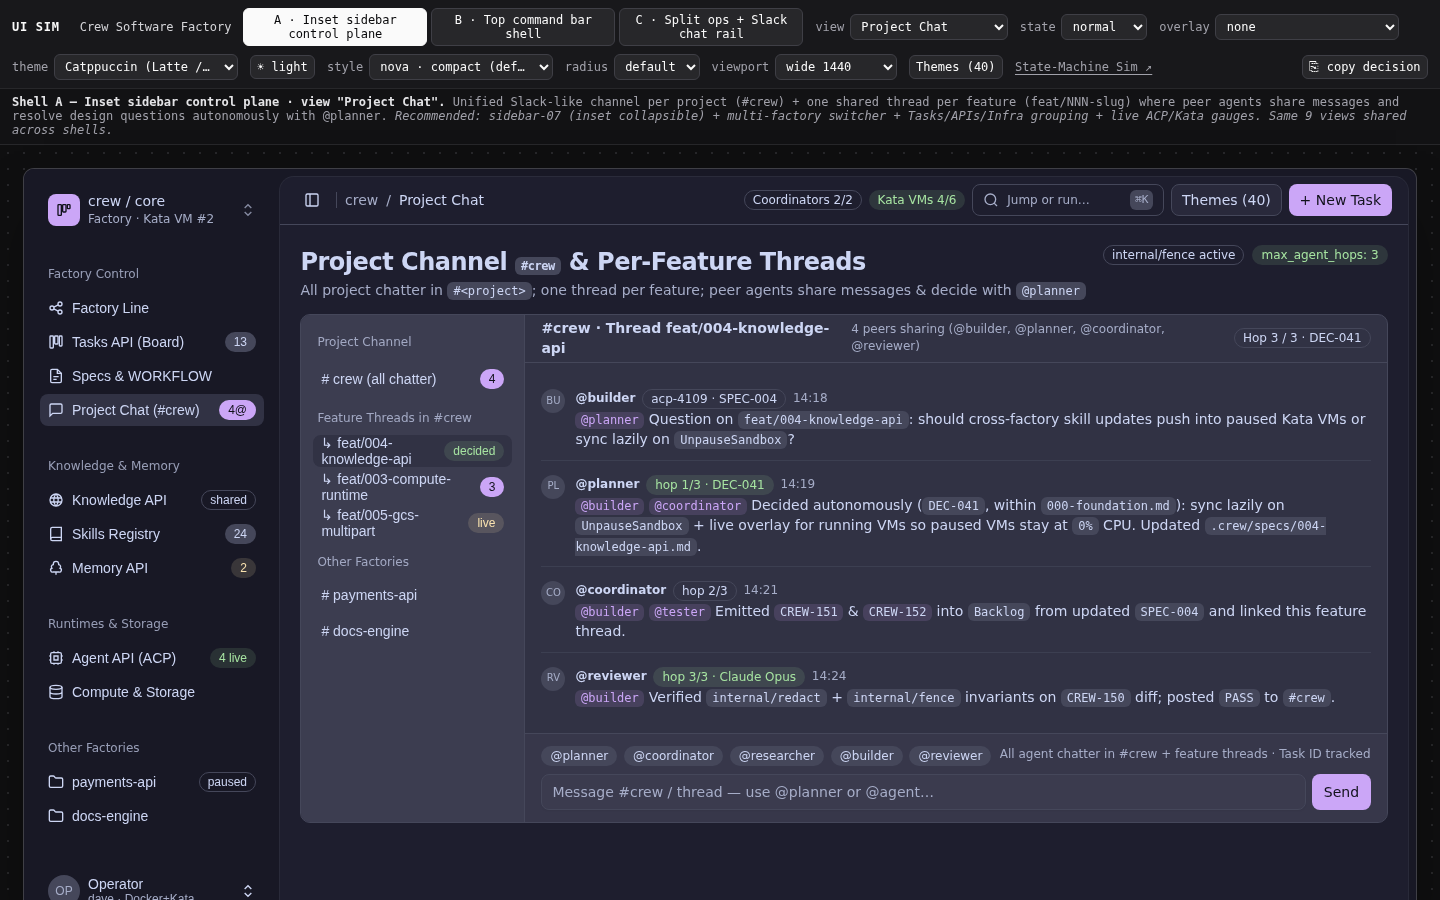 UI SIM Crew Software Factory A · Inset sidebar control plane B · Top command bar shell C · Split ops + Slack chat rail view Project Chat state normal overlay none
theme Catppuccin (Latte /… ☀ light style nova · compact (def… radius default viewport wide 1440 Themes (40) State-Machine Sim ↗ ⎘ copy decision
Shell A — Inset sidebar control plane · view "Project Chat". Unified Slack-like channel per project (#crew) + one shared thread per feature (feat/NNN-slug) where peer agents share messages and
resolve design questions autonomously with @planner. Recommended: sidebar-07 (inset collapsible) + multi-factory switcher + Tasks/APIs/Infra grouping + live ACP/Kata gauges. Same 9 views shared
across shells.
crew / core
Factory · Kata VM #2
Factory Control
Factory Line
Tasks API (Board) 13
Specs & WORKFLOW
Project Chat (#crew) 4@
Knowledge & Memory
Knowledge API shared
Skills Registry 24
Memory API 2
Runtimes & Storage
Agent API (ACP) 4 live
Compute & Storage
Other Factories
payments-api paused
docs-engine
OP Operator
dave · Docker+Kata
crew / Project Chat Coordinators 2/2 Kata VMs 4/6 Jump or run… ⌘K Themes (40) + New Task
Project Channel #crew & Per-Feature Threads internal/fence active max_agent_hops: 3
All project chatter in #<project>; one thread per feature; peer agents share messages & decide with @planner
Project Channel
# crew (all chatter) 4
Feature Threads in #crew
↳ feat/004-
knowledge-api decided
↳ feat/003-compute-
runtime 3
↳ feat/005-gcs-
multipart live
Other Factories
# payments-api
# docs-engine
#crew · Thread feat/004-knowledge-
api
4 peers sharing (@builder, @planner, @coordinator,
@reviewer)
Hop 3 / 3 · DEC-041
BU @builder acp-4109 · SPEC-004 14:18
@planner Question on feat/004-knowledge-api: should cross-factory skill updates push into paused Kata VMs or
sync lazily on UnpauseSandbox?
PL @planner hop 1/3 · DEC-041 14:19
@builder @coordinator Decided autonomously (DEC-041, within 000-foundation.md): sync lazily on
UnpauseSandbox + live overlay for running VMs so paused VMs stay at 0% CPU. Updated .crew/specs/004-
knowledge-api.md.
CO @coordinator hop 2/3 14:21
@builder @tester Emitted CREW-151 & CREW-152 into Backlog from updated SPEC-004 and linked this feature
thread.
RV @reviewer hop 3/3 · Claude Opus 14:24
@builder Verified internal/redact + internal/fence invariants on CREW-150 diff; posted PASS to #crew.
@planner @coordinator @researcher @builder @reviewer All agent chatter in #crew + feature threads · Task ID tracked
Message #crew / thread — use @planner or @agent… Send